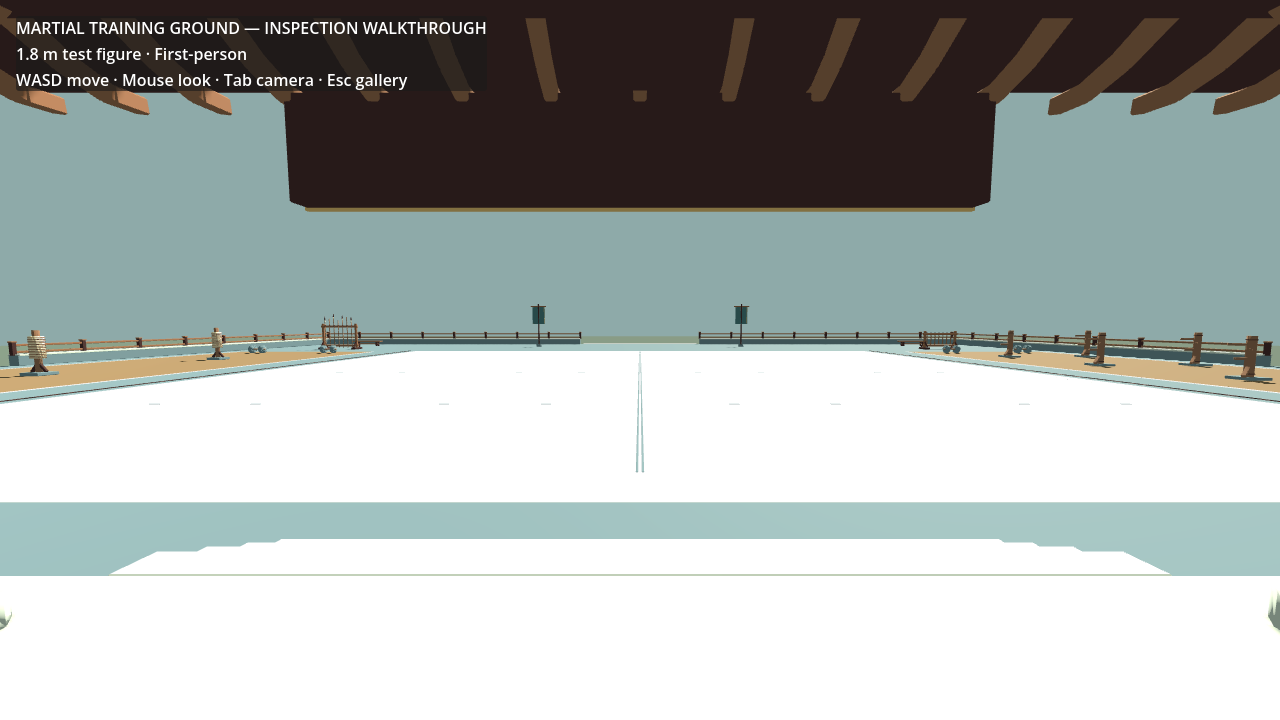 MARTIAL TRAINING GROUND — INSPECTION WALKTHROUGH
1.8 m test figure · First-person
WASD move · Mouse look · Tab camera · Esc gallery